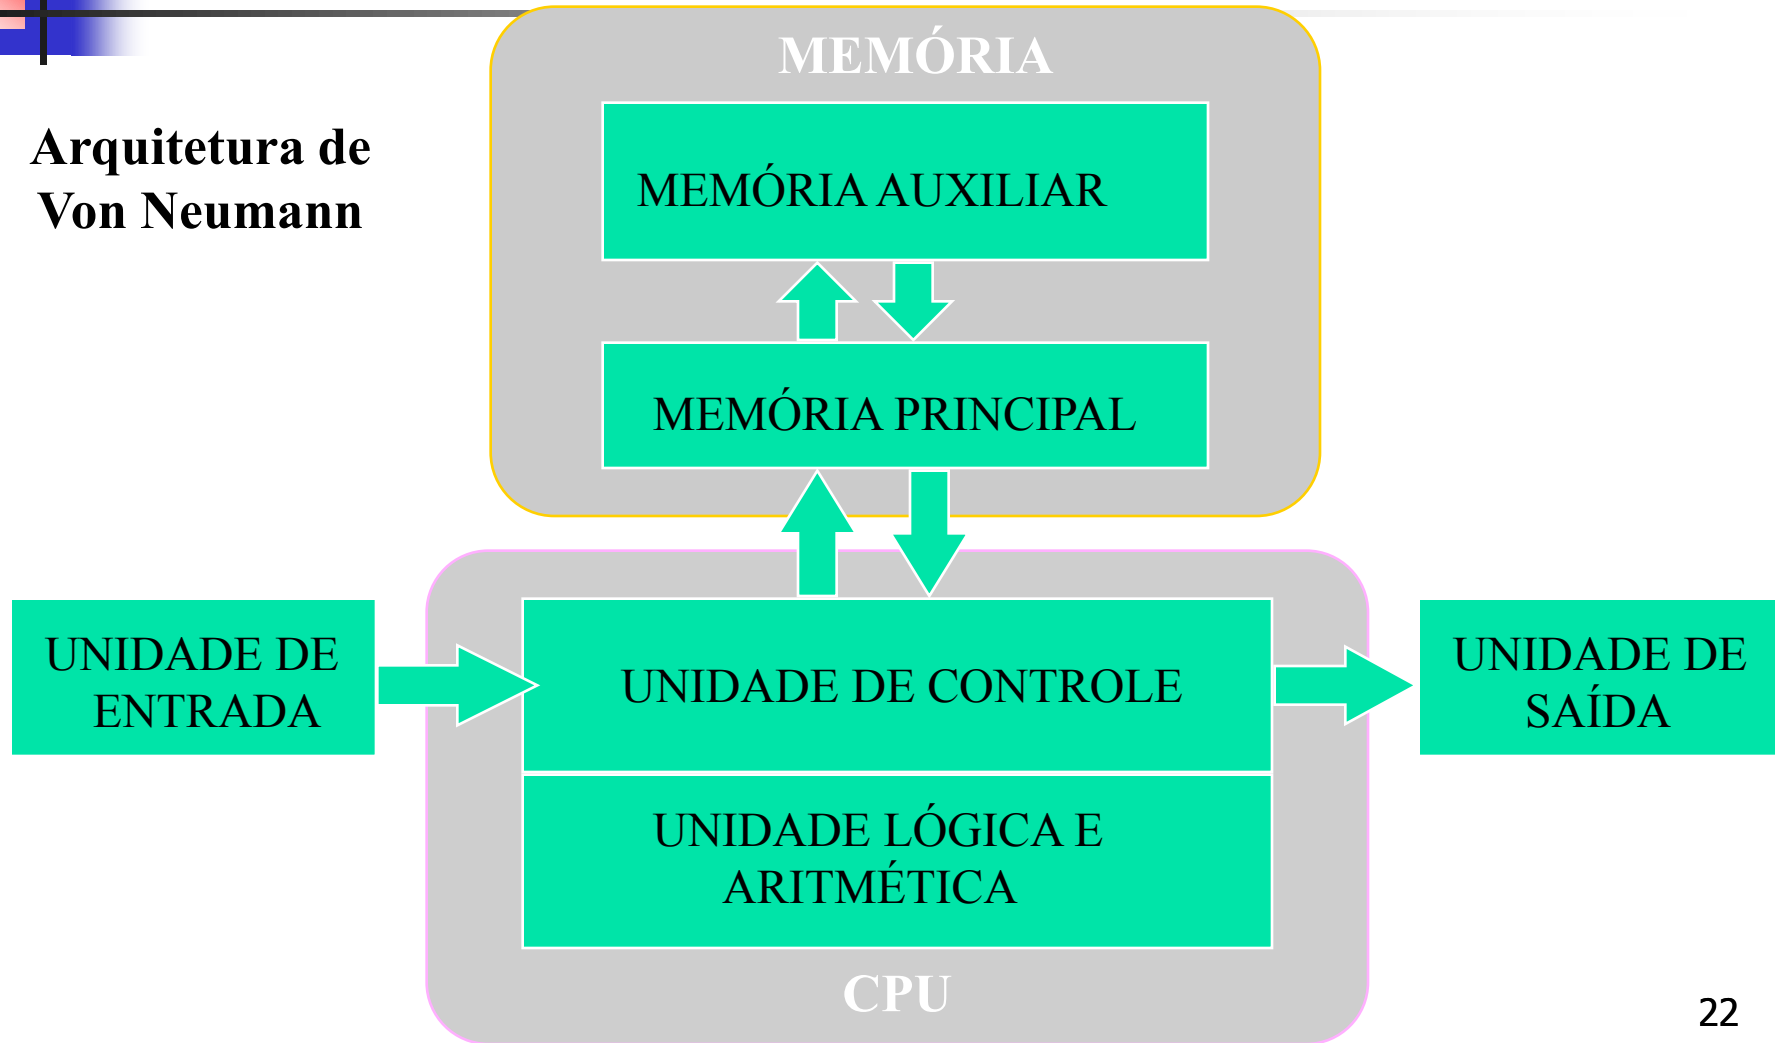 Arquitetura de
Von Neumann
MEMÓRIA
MEMÓRIA AUXILIAR
MEMÓRIA PRINCIPAL
UNIDADE DE
ENTRADA
UNIDADE DE CONTROLE
UNIDADE DE
SAÍDA
UNIDADE LÓGICA E
ARITMÉTICA
CPU
22